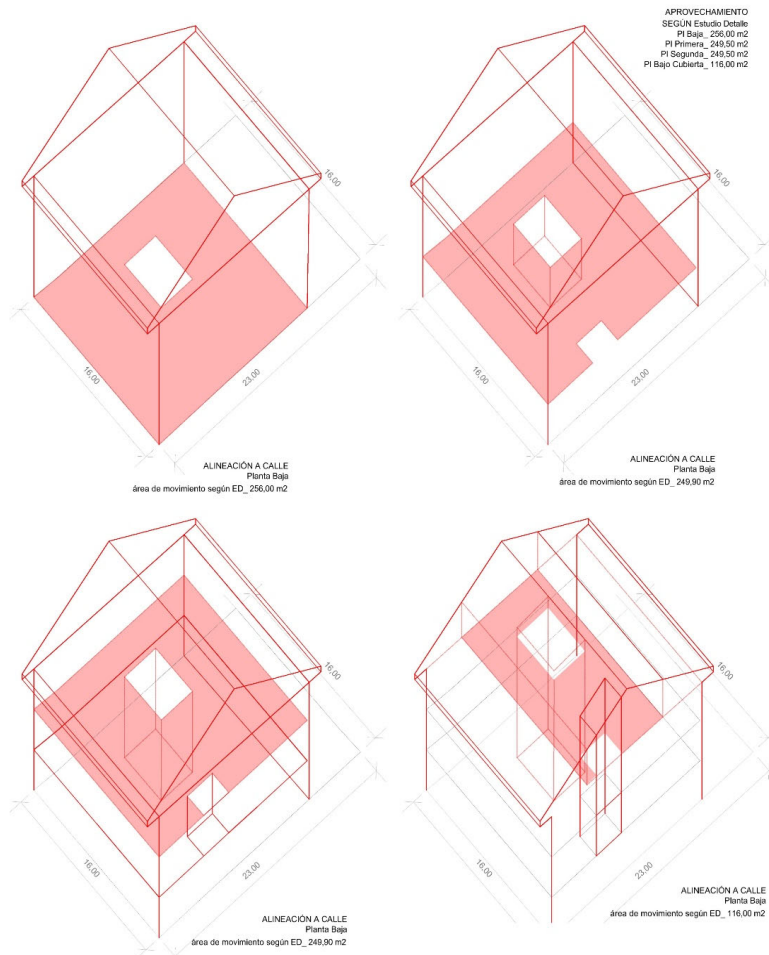 APROVECHAMIENTO
SEGÚN Estudio Detalle
PI Baja_ 256,00 m2
PI Primera_ 249,50 m2
PI Segunda_ 249,50 m2
PI Bajo Cubierta_ 116,00 m2
16,00
16,00
23,00
ALINEACIÓN A CALLE
Planta Baja
área de movimiento según ED_ 256,00 m2
16,00
16,00
23,00
ALINEACIÓN A CALLE
Planta Baja
área de movimiento según ED_ 249,90 m2
16,00
16,00
23,00
ALINEACIÓN A CALLE
Planta Baja
área de movimiento según ED_ 249,90 m2
16,00
16,00
23,00
ALINEACIÓN A CALLE
Planta Baja
área de movimiento según ED_ 116,00 m2